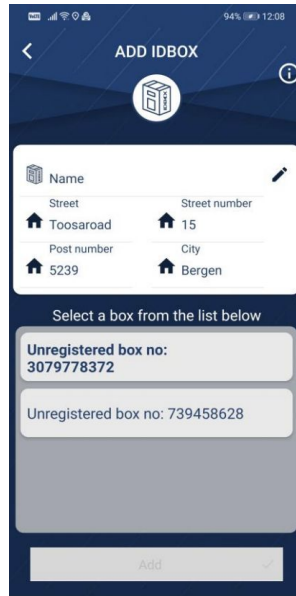 94% 12:08
ADD IDBOX
Name
Street Street number
Toosaroad 15
Post number City
5239 Bergen
Select a box from the list below
Unregistered box no:
3079778372
Unregistered box no: 739458628
Add